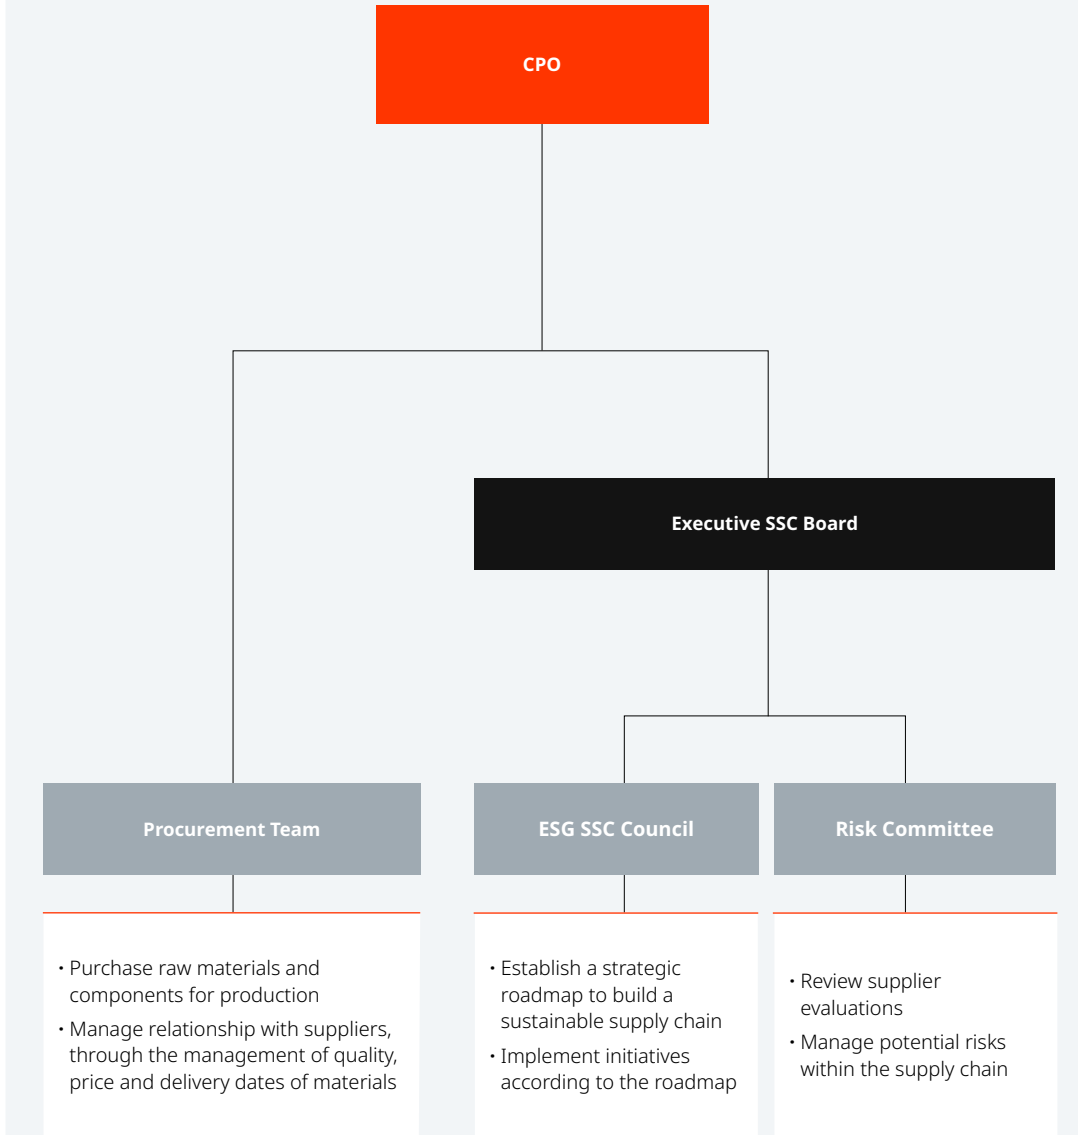 CPO
Executive SSC Board
Procurement Team
ESG SSC Council
Risk Committee
· Purchase raw materials and
components for production
· Manage relationship with suppliers,
through the management of quality,
price and delivery dates of materials
· Establish a strategic
roadmap to build a
sustainable supply chain
· Implement initiatives
according to the roadmap
· Review supplier
evaluations
· Manage potential risks
within the supply chain